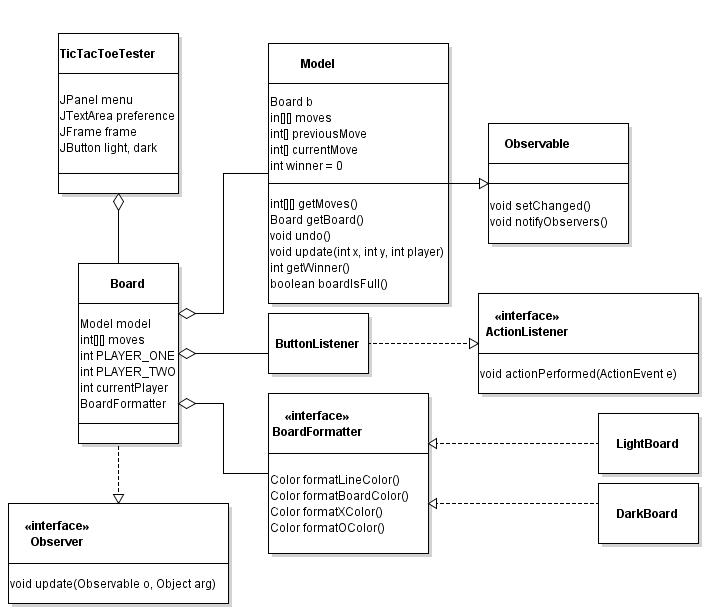 TicTacToeTester
JPanel menu
JTextArea preference
JFrame frame
JButton light, dark
Model
Board b
in[][] moves
int[] previousMove
int[] currentMove
int winner = 0
int[][] getMoves()
Board getBoard()
void undo()
void update(int x, int y, int player)
int getWinner()
boolean boardIsFull()
Observable
void setChanged()
void notifyObservers()
Board
Model model
int[][] moves
int PLAYER_ONE
int PLAYER_TWO
int currentPlayer
BoardFormatter
ButtonListener
«interface»
ActionListener
void actionPerformed(ActionEvent e)
«interface»
BoardFormatter
Color formatLineColor()
Color formatBoardColor()
Color formatXColor()
Color formatOColor()
LightBoard
DarkBoard
«interface»
Observer
void update(Observable o, Object arg)